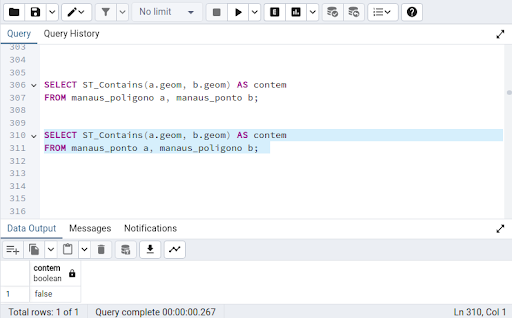 No limit
Query Query History
303
304
305
306 SELECT ST_Contains(a.geom, b.geom) AS contem
307 FROM manaus_poligono a, manaus_ponto b;
308
309
310 SELECT ST_Contains(a.geom, b.geom) AS contem
311 FROM manaus_ponto a, manaus_poligono b;
312
313
314
315
316
Data Output Messages Notifications
contem
boolean
1 false
Total rows: 1 of 1 Query complete 00:00:00.267 Ln 310, Col 1